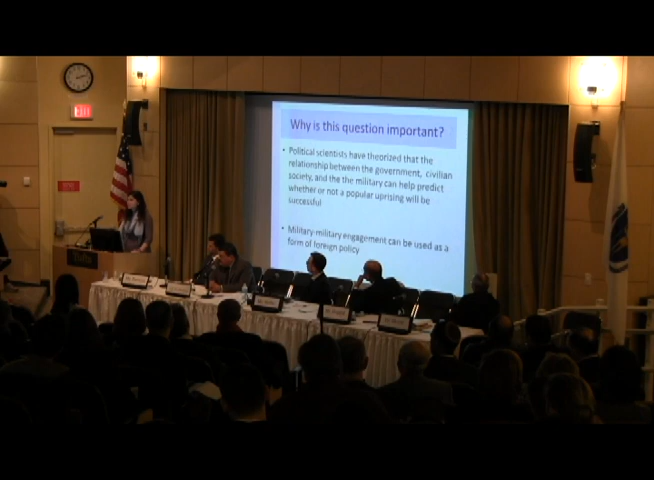 Why is this question important?
• Political scientists have theorized that the
relationship between the government, civilian
society, and the the military can help predict
whether or not a popular uprising will be
successful
• Military-military engagement can be used as a
form of foreign policy